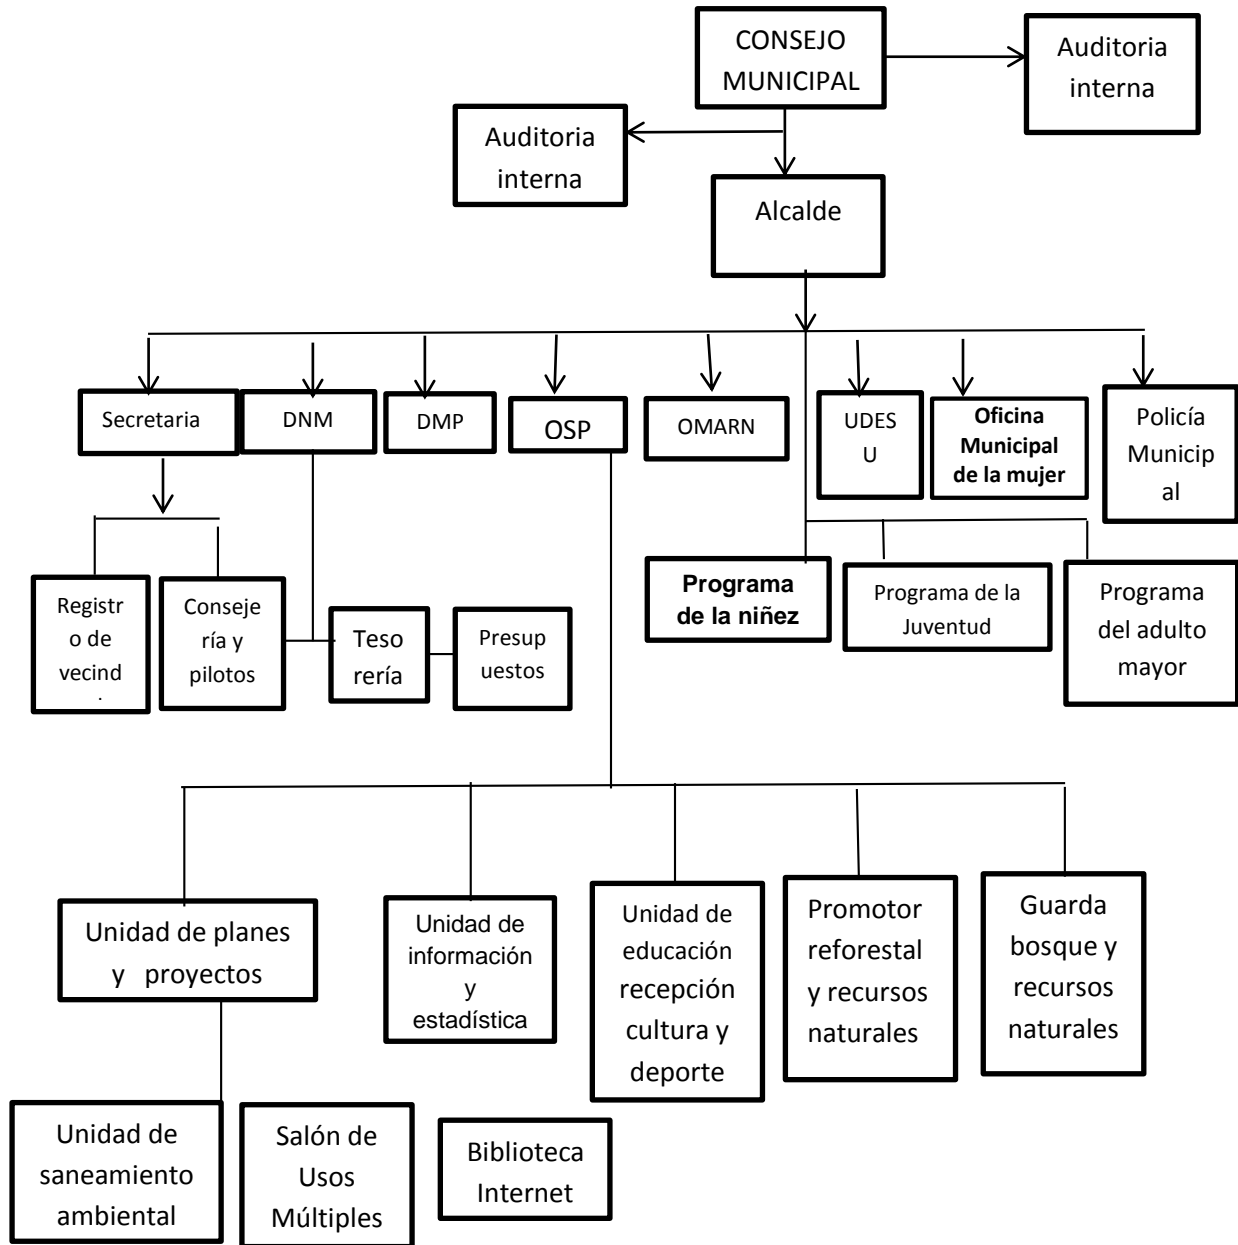 CONSEJO
MUNICIPAL
Auditoria
interna
Auditoria
interna
Alcalde
Secretaria
DNM
DMP
OSP
OMARN
UDES
U
Oficina
Municipal
de la mujer
Policía
Municip
al
Registr
o de
vecind
Conseje
ría y
pilotos
Teso
rería
Presup
uestos
Programa
de la niñez
Programa de la
Juventud
Programa
del adulto
mayor
Unidad de planes
y proyectos
Unidad de
información
y
estadística
Unidad de
educación
recepción
cultura y
deporte
Promotor
reforestal
y recursos
naturales
Guarda
bosque y
recursos
naturales
Unidad de
saneamiento
ambiental
Salón de
Usos
Múltiples
Biblioteca
Internet